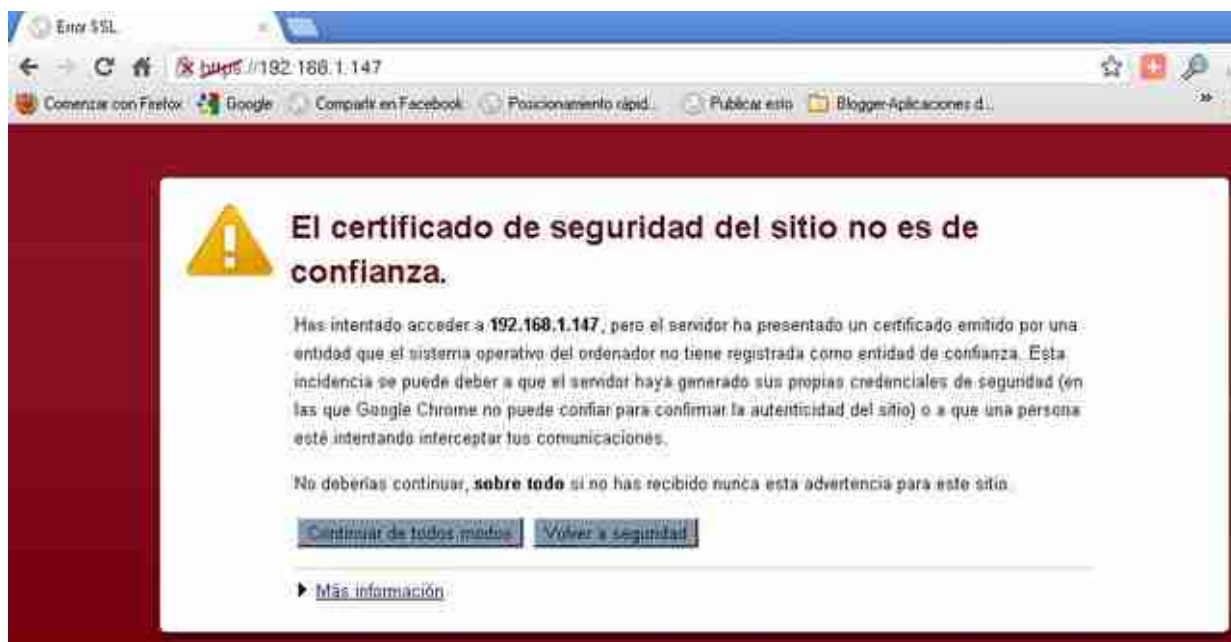 Error SSL
https://192.168.1.147
Comenzar con Firefox Google Compartir en Facebook Posicionamiento rápid... Publicar esto Blogger-Aplicaciones d...
El certificado de seguridad del sitio no es de
confianza.
Has intentado acceder a 192.168.1.147, pero el servidor ha presentado un certificado emitido por una
entidad que el sistema operativo del ordenador no tiene registrada como entidad de confianza. Esta
incidencia se puede deber a que el servidor haya generado sus propias credenciales de seguridad (en
las que Google Chrome no puede confiar para confirmar la autenticidad del sitio) o a que una persona
esté intentando interceptar tus comunicaciones.
No deberías continuar, sobre todo si no has recibido nunca esta advertencia para este sitio.
Continuar de todos modos Volver a seguridad
Más información